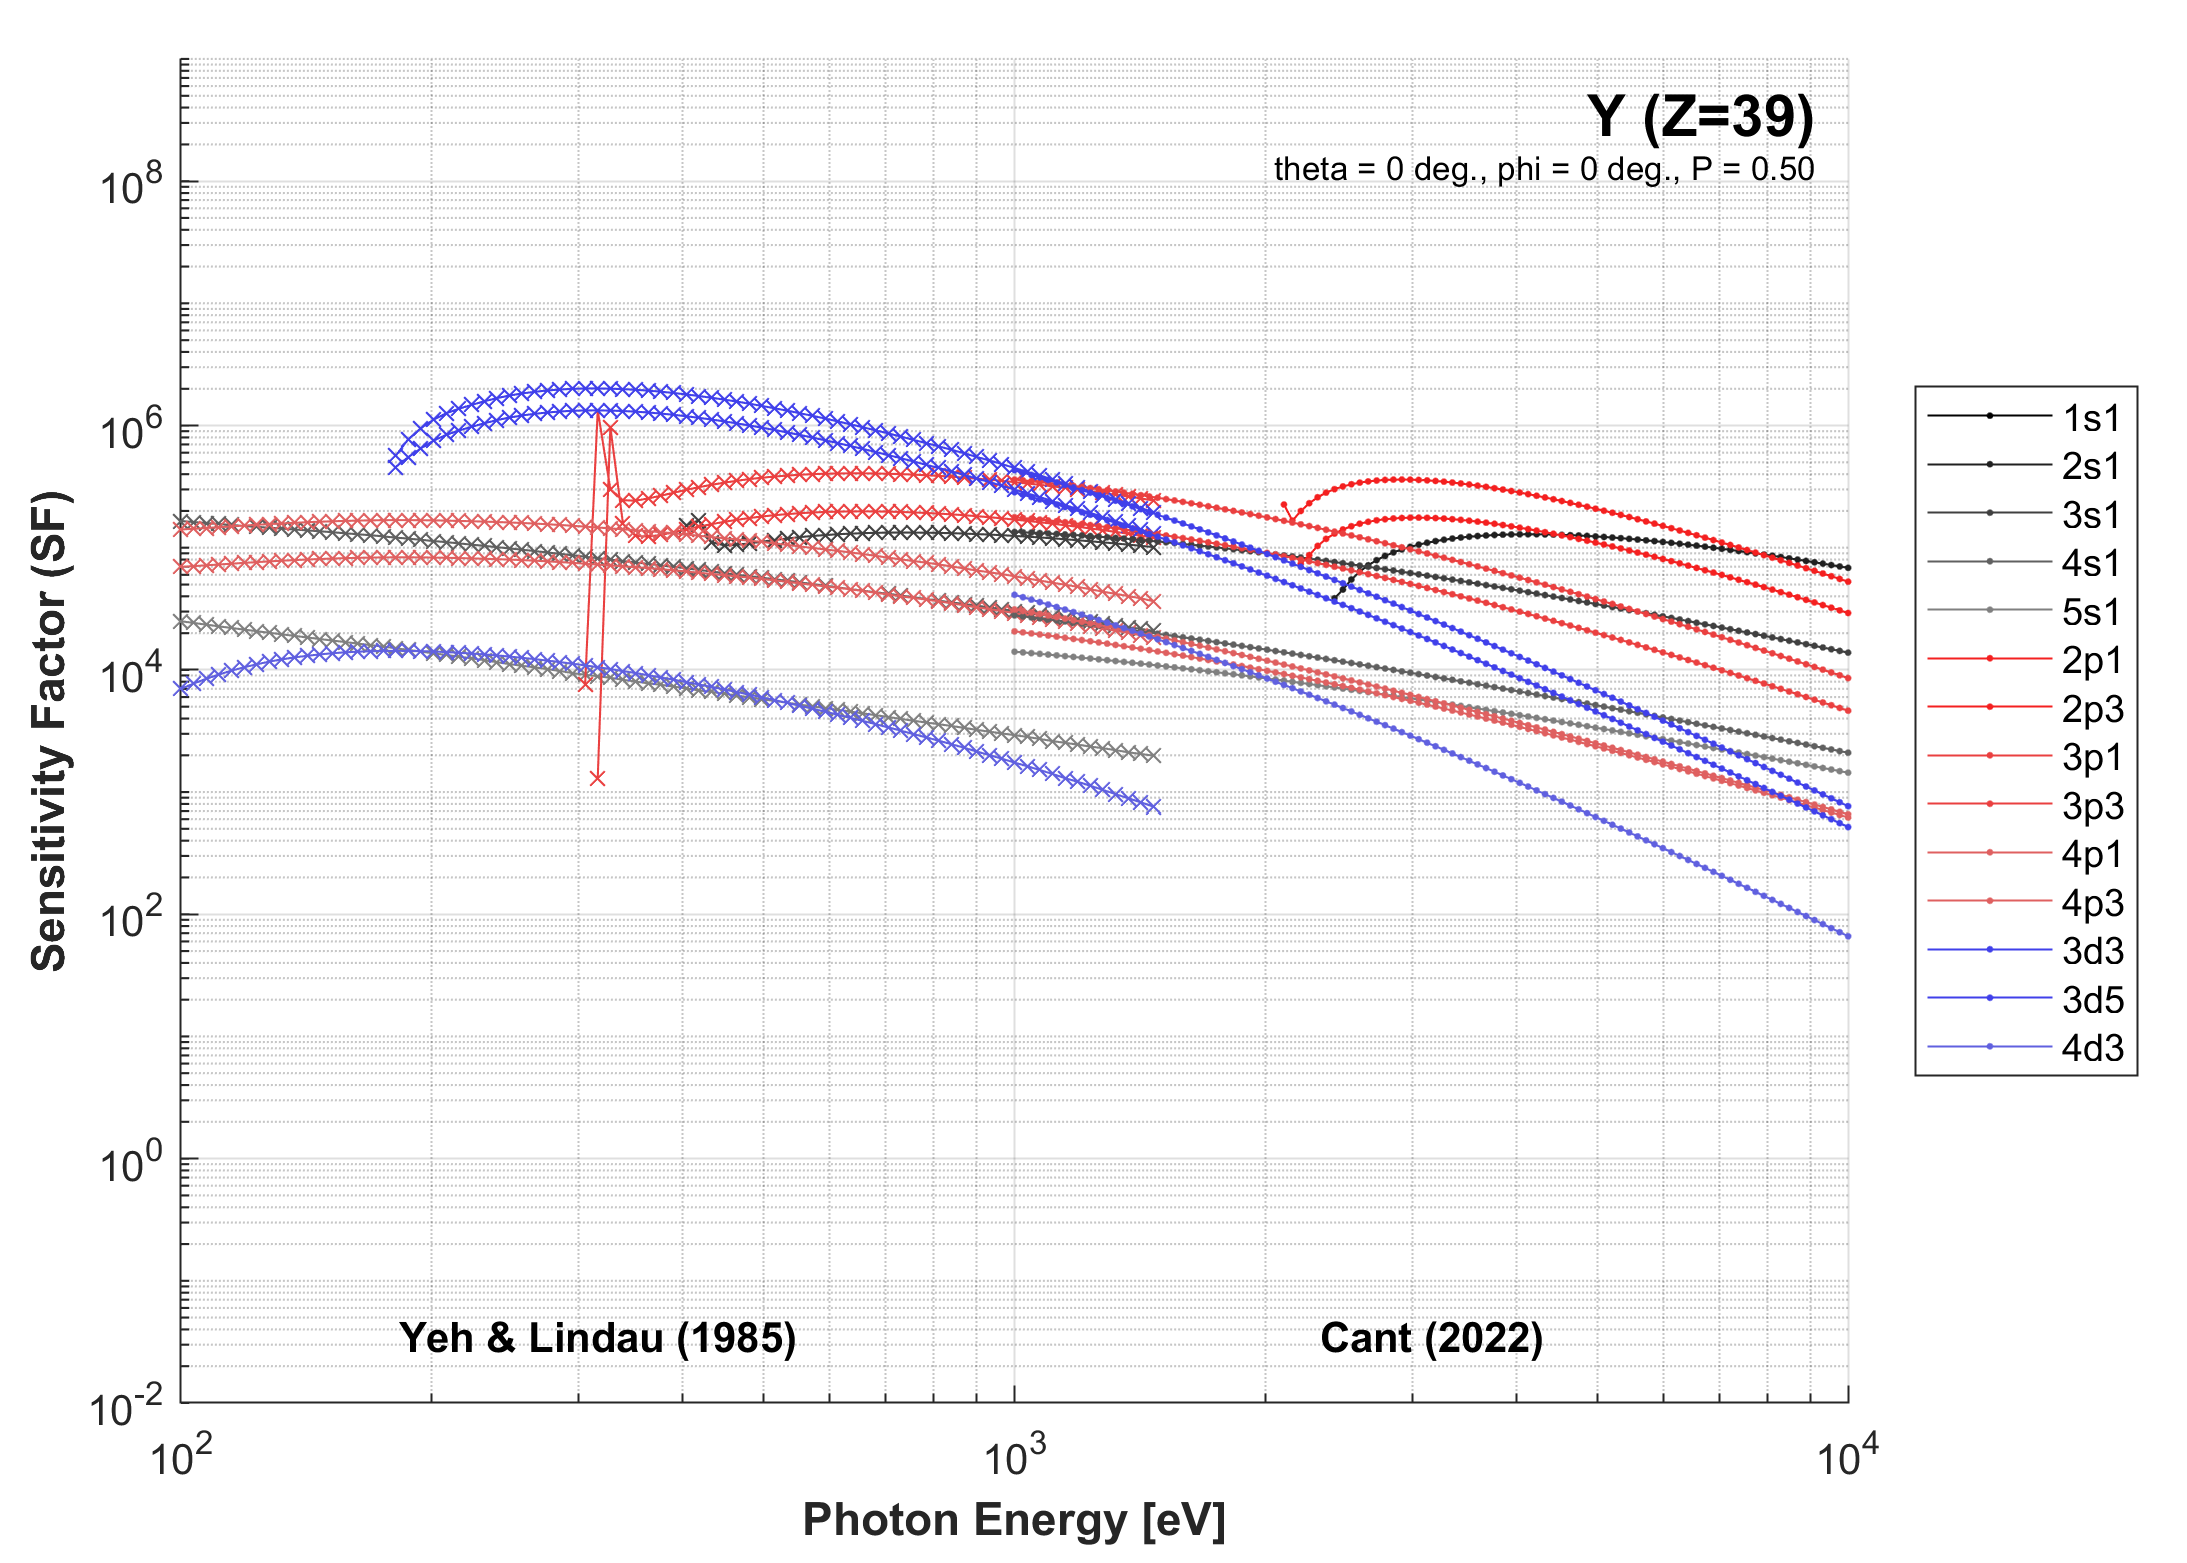 Y (Z=39)
theta = 0 deg., phi = 0 deg., P = 0.50
10^8
10^6
10^4
10^2
10^0
10^-2
Sensitivity Factor (SF)
Yeh & Lindau (1985)
Cant (2022)
10^2
10^3
10^4
Photon Energy [eV]
1s1
2s1
3s1
4s1
5s1
2p1
2p3
3p1
3p3
4p1
4p3
3d3
3d5
4d3